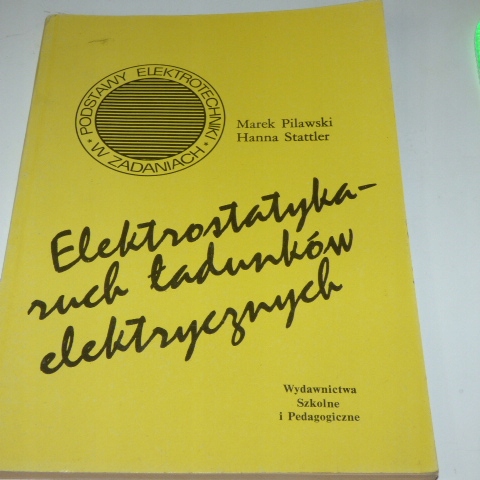 PODSTAWY ELEKTROTECHNIKI
* W ZADANIACH *
Marek Pilawski
Hanna Stattler
Elektrostatyka-
ruch ładunków
elektrycznych
Wydawnictwa
Szkolne
i Pedagogiczne